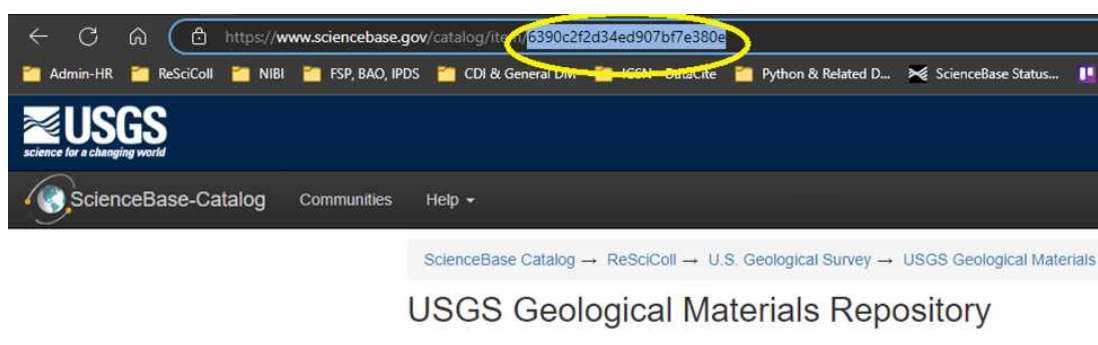 https://www.sciencebase.gov/catalog/item/6390c2f2d34ed907bf7e380e
Admin-HR ReSciColl NIBI FSP, BAO, IPDS CDI & General DM IGSN - DataCite Python & Related D... ScienceBase Status...
USGS
science for a changing world
ScienceBase-Catalog Communities Help
ScienceBase Catalog → ReSciColl → U.S. Geological Survey → USGS Geological Materials
USGS Geological Materials Repository